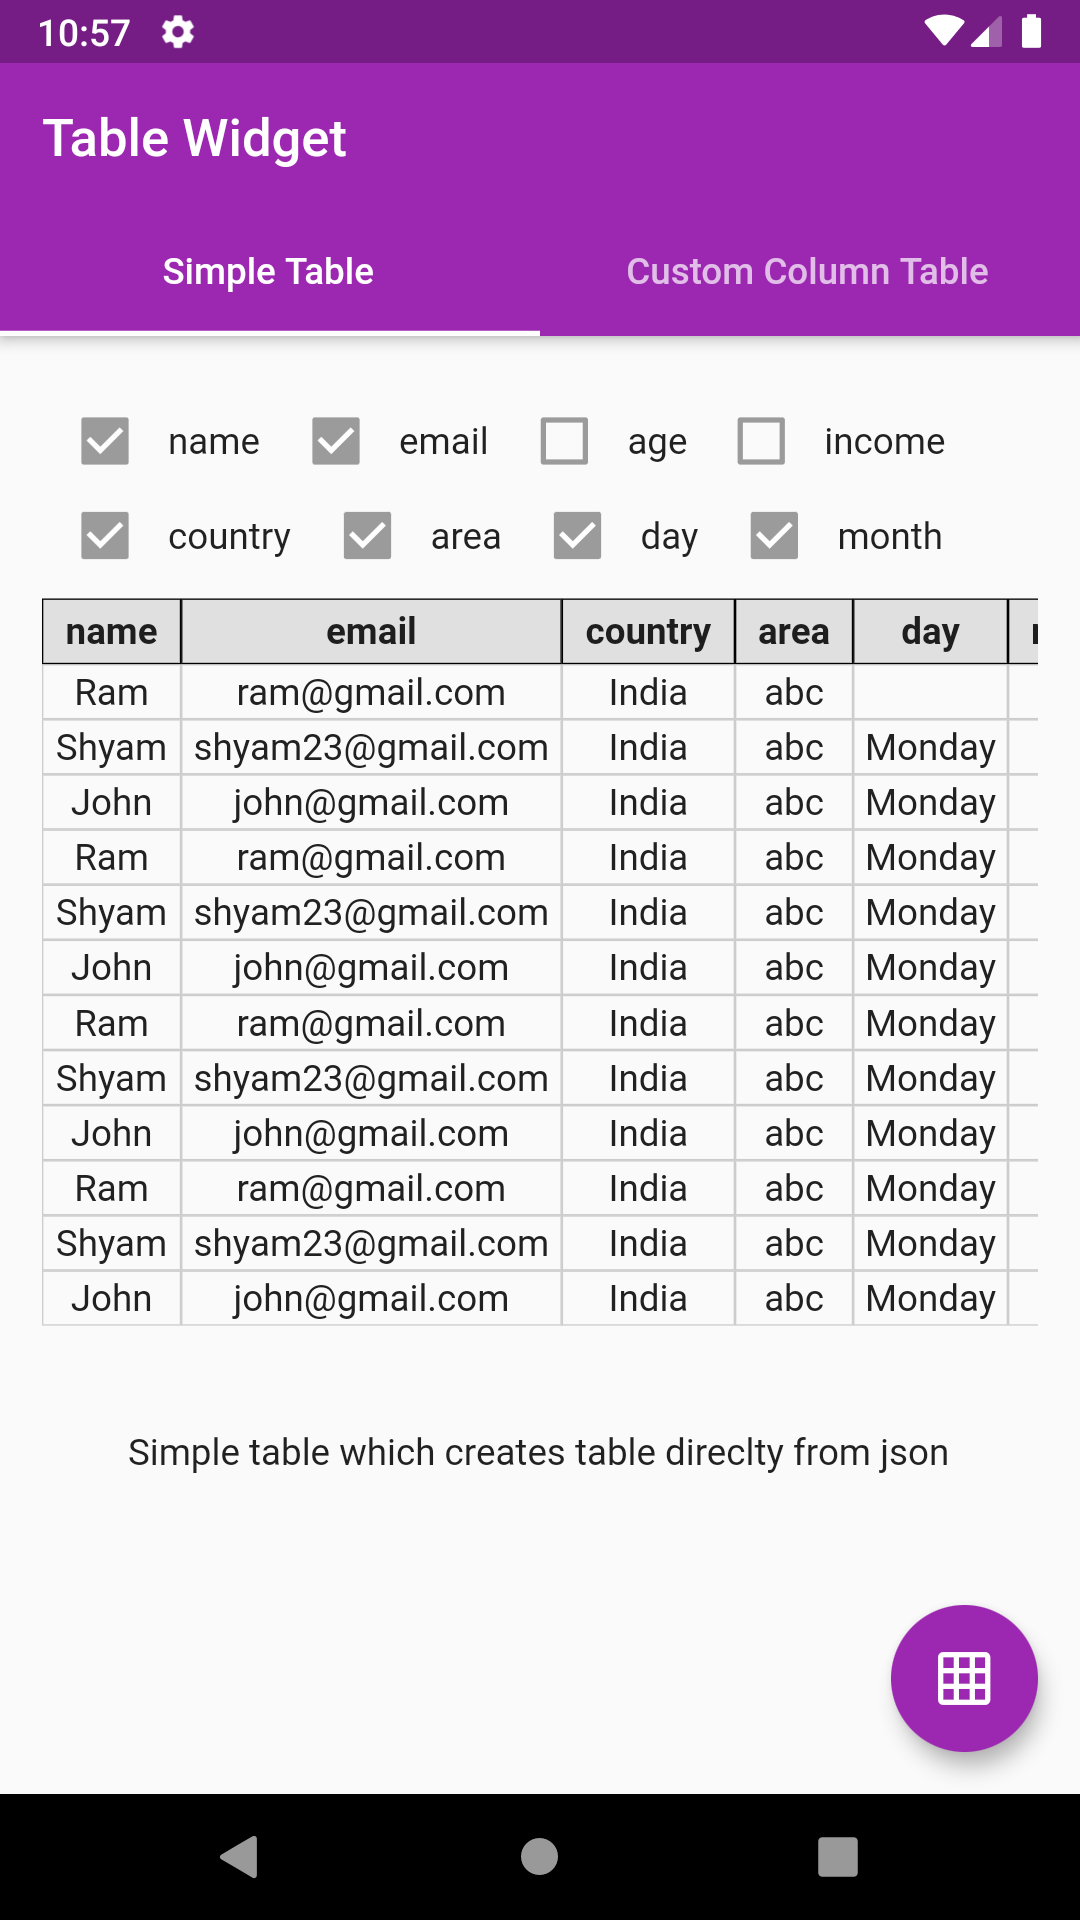 10:57
Table Widget
Simple Table Custom Column Table
name email age income
country area day month
name email country area day
Ram ram@gmail.com India abc
Shyam shyam23@gmail.com India abc Monday
John john@gmail.com India abc Monday
Ram ram@gmail.com India abc Monday
Shyam shyam23@gmail.com India abc Monday
John john@gmail.com India abc Monday
Ram ram@gmail.com India abc Monday
Shyam shyam23@gmail.com India abc Monday
John john@gmail.com India abc Monday
Ram ram@gmail.com India abc Monday
Shyam shyam23@gmail.com India abc Monday
John john@gmail.com India abc Monday
Simple table which creates table direclty from json